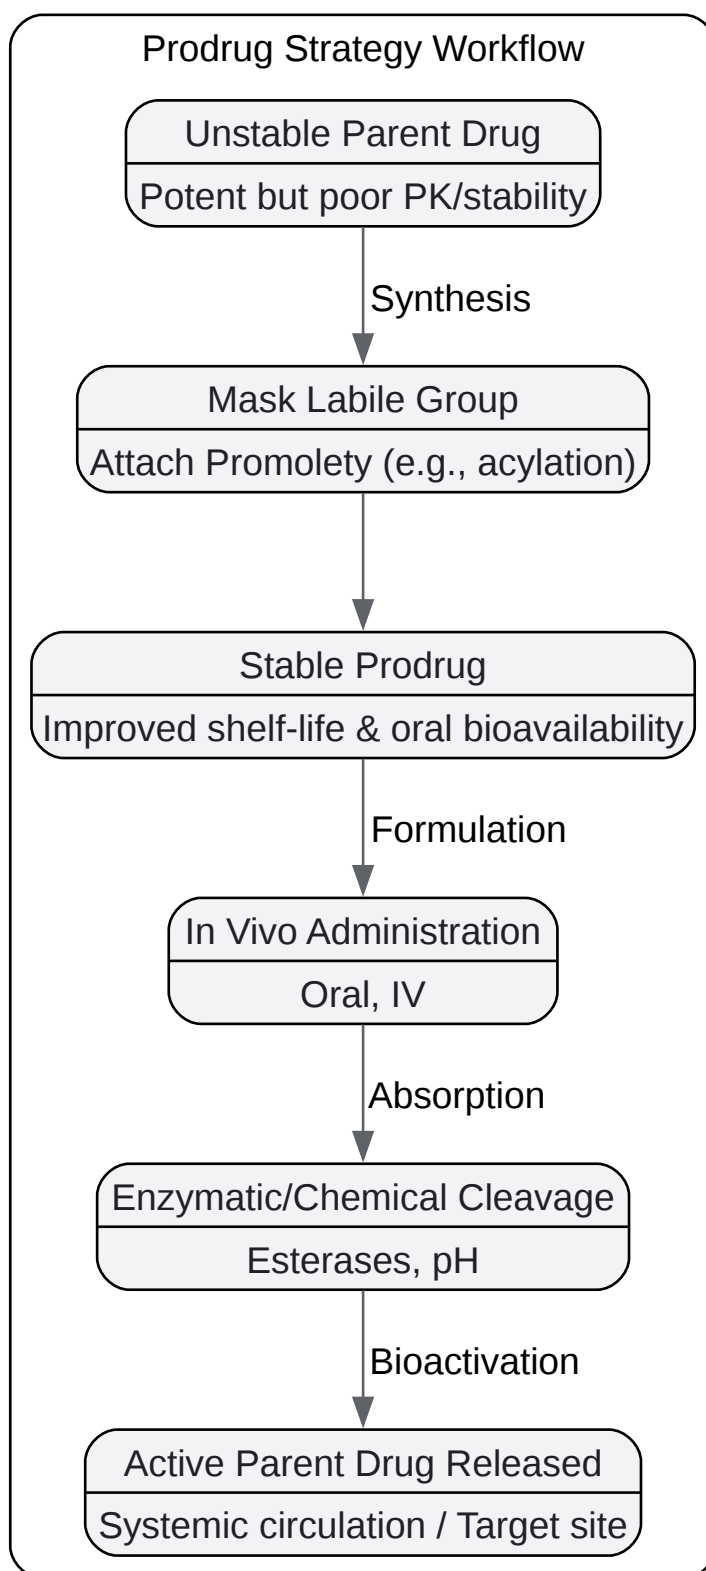 Prodrug Strategy Workflow
Unstable Parent Drug
Potent but poor PK/stability
Synthesis
Mask Labile Group
Attach Promolety (e.g., acylation)
Stable Prodrug
Improved shelf-life & oral bioavailability
Formulation
In Vivo Administration
Oral, IV
Absorption
Enzymatic/Chemical Cleavage
Esterases, pH
Bioactivation
Active Parent Drug Released
Systemic circulation / Target site